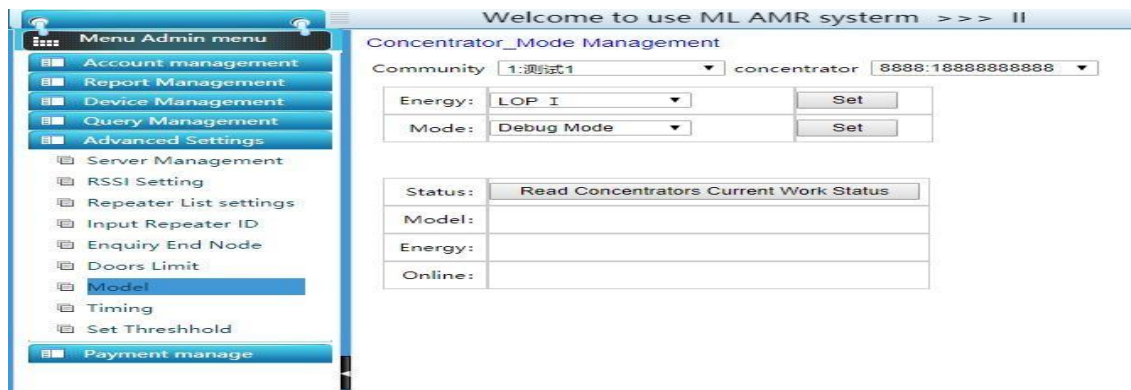 Welcome to use ML AMR systerm >>> II
Menu Admin menu
Account management
Report Management
Device Management
Query Management
Advanced Settings
Server Management
RSSI Setting
Repeater List settings
Input Repeater ID
Enquiry End Node
Doors Limit
Model
Timing
Set Threshhold
Payment manage
Concentrator_Mode Management
Community 1:测试1 concentrator 8888:18888888888
Energy: LOP I Set
Mode: Debug Mode Set
Status: Read Concentrators Current Work Status
Model:
Energy:
Online: